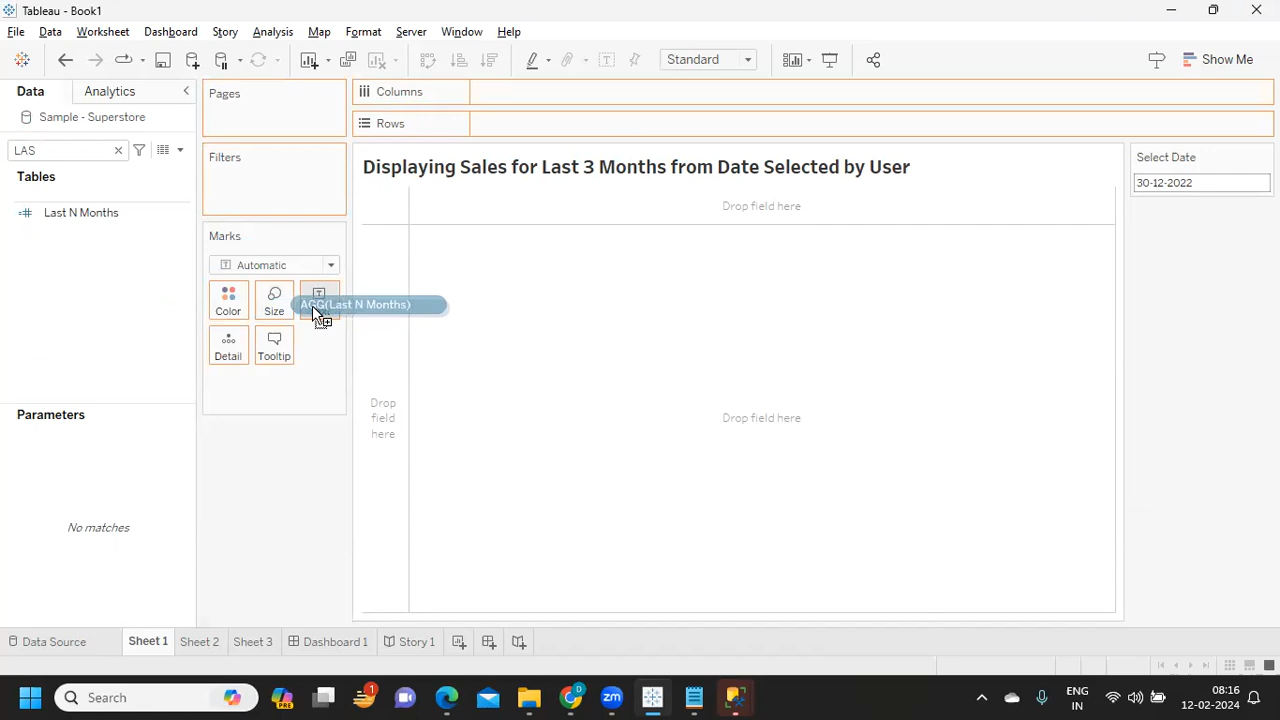 Tableau - Book1
File Data Worksheet Dashboard Story Analysis Map Format Server Window Help
Standard
Show Me
Data Analytics
Sample - Superstore
LAS
Tables
Last N Months
Parameters
No matches
Pages
Filters
Marks
Automatic
Color Size
AGG(Last N Months)
Detail Tooltip
Columns
Rows
Displaying Sales for Last 3 Months from Date Selected by User
Drop field here
Drop
field
here
Drop field here
Select Date
30-12-2022
Data Source Sheet 1 Sheet 2 Sheet 3 Dashboard 1 Story 1
Search
PRE
1
D
zm
ENG
IN
08:16
12-02-2024